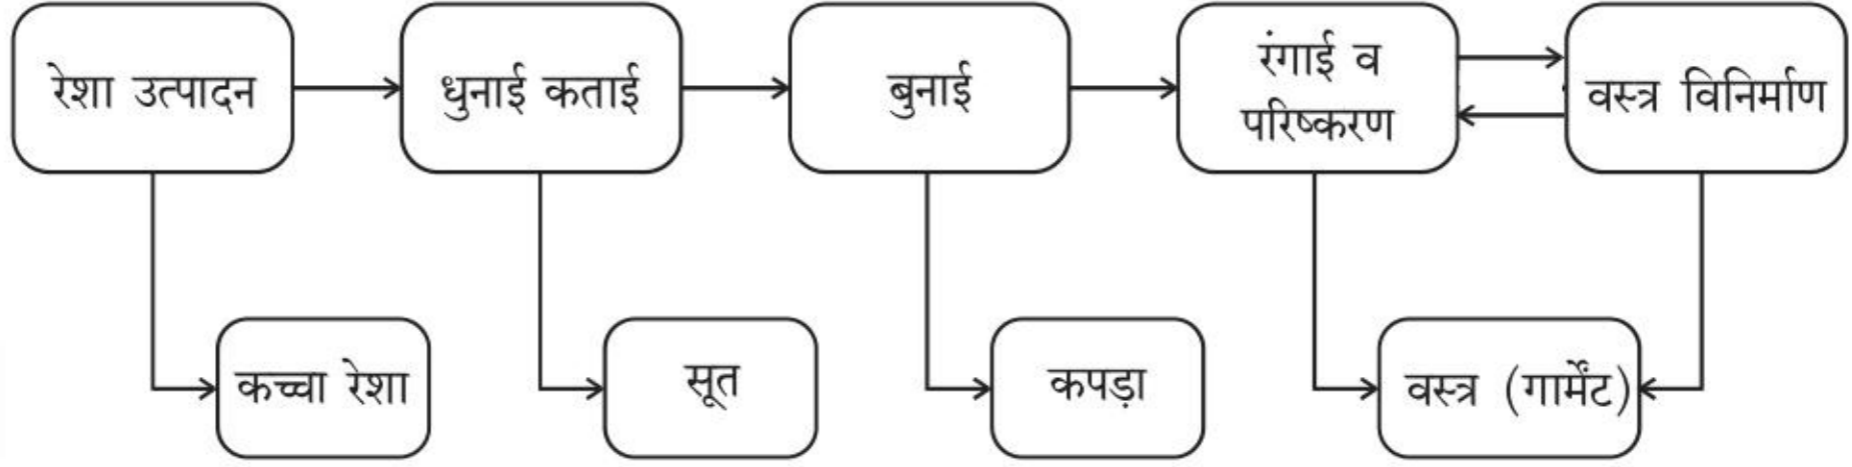 रेशा उत्पादन
धुनाई कताई
बुनाई
रंगाई व
परिष्करण
वस्त्र विनिर्माण
कच्चा रेशा
सूत
कपड़ा
वस्त्र (गार्मेंट)